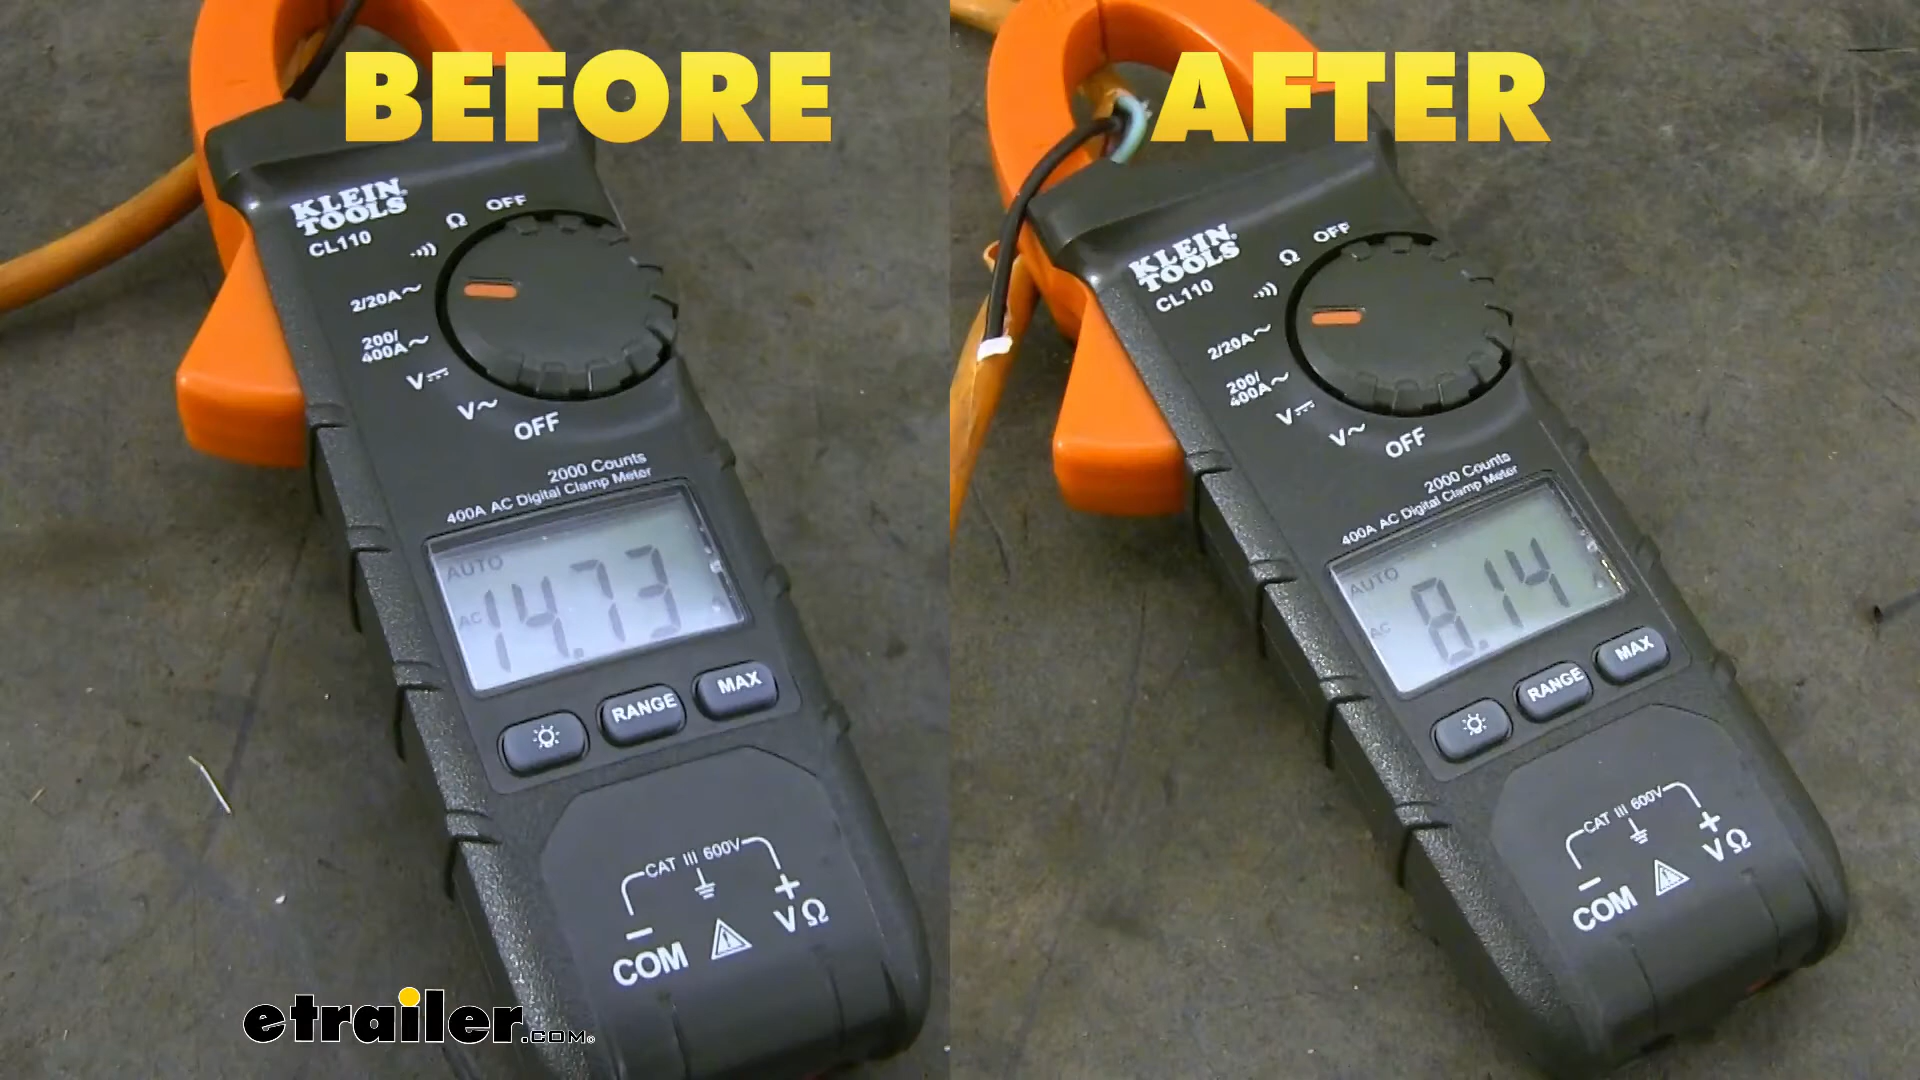 BEFORE
KLEIN
TOOLS
CL110
OFF
Ω
2/20A~
200/
400A~
V⎓
V~
OFF
2000 Counts
400A AC Digital Clamp Meter
AUTO
AC 14.73
RANGE
MAX
CAT III 600V
COM
+
VΩ
etrailer.COM
AFTER
KLEIN
TOOLS
CL110
OFF
Ω
2/20A~
200/
400A~
V⎓
V~
OFF
2000 Counts
400A AC Digital Clamp Meter
AUTO
AC 8.14
RANGE
MAX
CAT III 600V
COM
+
VΩ